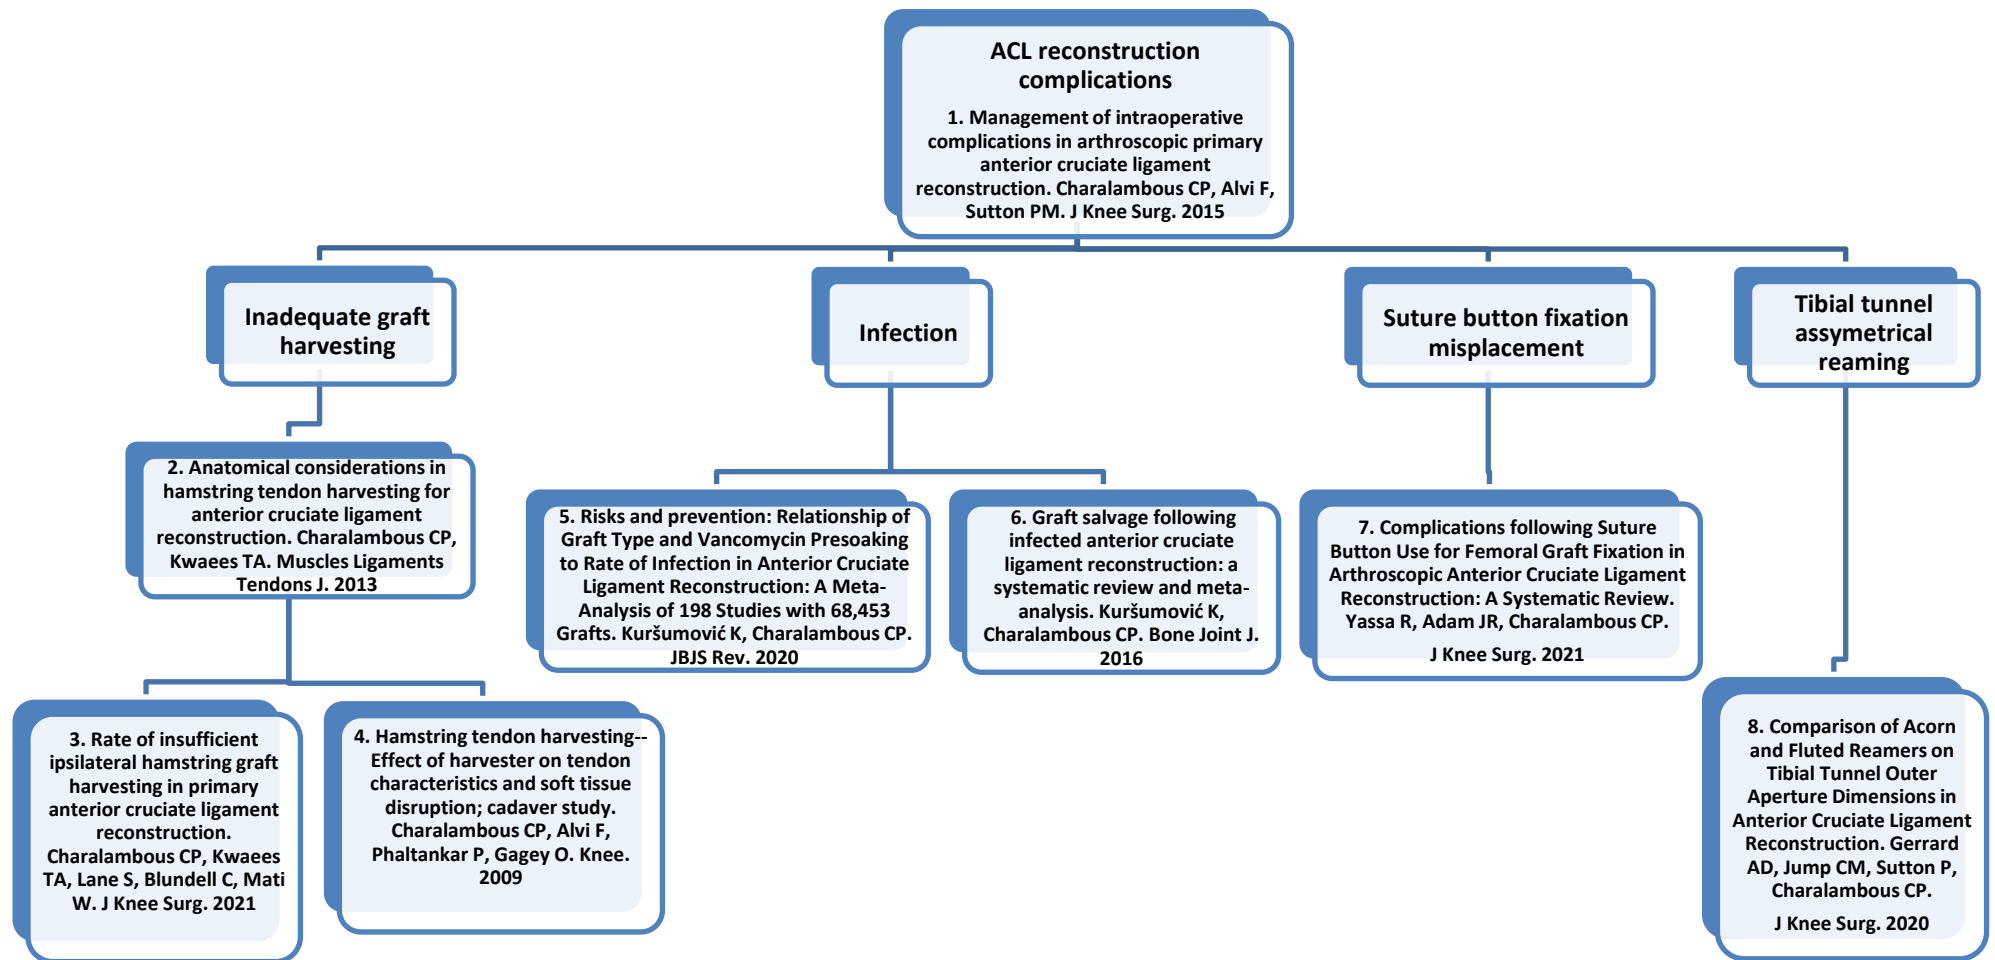 ACL reconstruction
complications
1. Management of intraoperative
complications in arthroscopic primary
anterior cruciate ligament
reconstruction. Charalambous CP, Alvi F,
Sutton PM. J Knee Surg. 2015
Inadequate graft
harvesting
Infection
Suture button fixation
misplacement
Tibial tunnel
assymetrical
reaming
2. Anatomical considerations in
hamstring tendon harvesting for
anterior cruciate ligament
reconstruction. Charalambous CP,
Kwaees TA. Muscles Ligaments
Tendons J. 2013
5. Risks and prevention: Relationship of
Graft Type and Vancomycin Presoaking
to Rate of Infection in Anterior Cruciate
Ligament Reconstruction: A Meta-
Analysis of 198 Studies with 68,453
Grafts. Kuršumović K, Charalambous CP.
JBJS Rev. 2020
6. Graft salvage following
infected anterior cruciate
ligament reconstruction: a
systematic review and meta-
analysis. Kuršumović K,
Charalambous CP. Bone Joint J.
2016
7. Complications following Suture
Button Use for Femoral Graft Fixation in
Arthroscopic Anterior Cruciate Ligament
Reconstruction: A Systematic Review.
Yassa R, Adam JR, Charalambous CP.
J Knee Surg. 2021
3. Rate of insufficient
ipsilateral hamstring graft
harvesting in primary
anterior cruciate ligament
reconstruction.
Charalambous CP, Kwaees
TA, Lane S, Blundell C, Mati
W. J Knee Surg. 2021
4. Hamstring tendon harvesting--
Effect of harvester on tendon
characteristics and soft tissue
disruption; cadaver study.
Charalambous CP, Alvi F,
Phaltankar P, Gagey O. Knee.
2009
8. Comparison of Acorn
and Fluted Reamers on
Tibial Tunnel Outer
Aperture Dimensions in
Anterior Cruciate Ligament
Reconstruction. Gerrard
AD, Jump CM, Sutton P,
Charalambous CP.
J Knee Surg. 2020